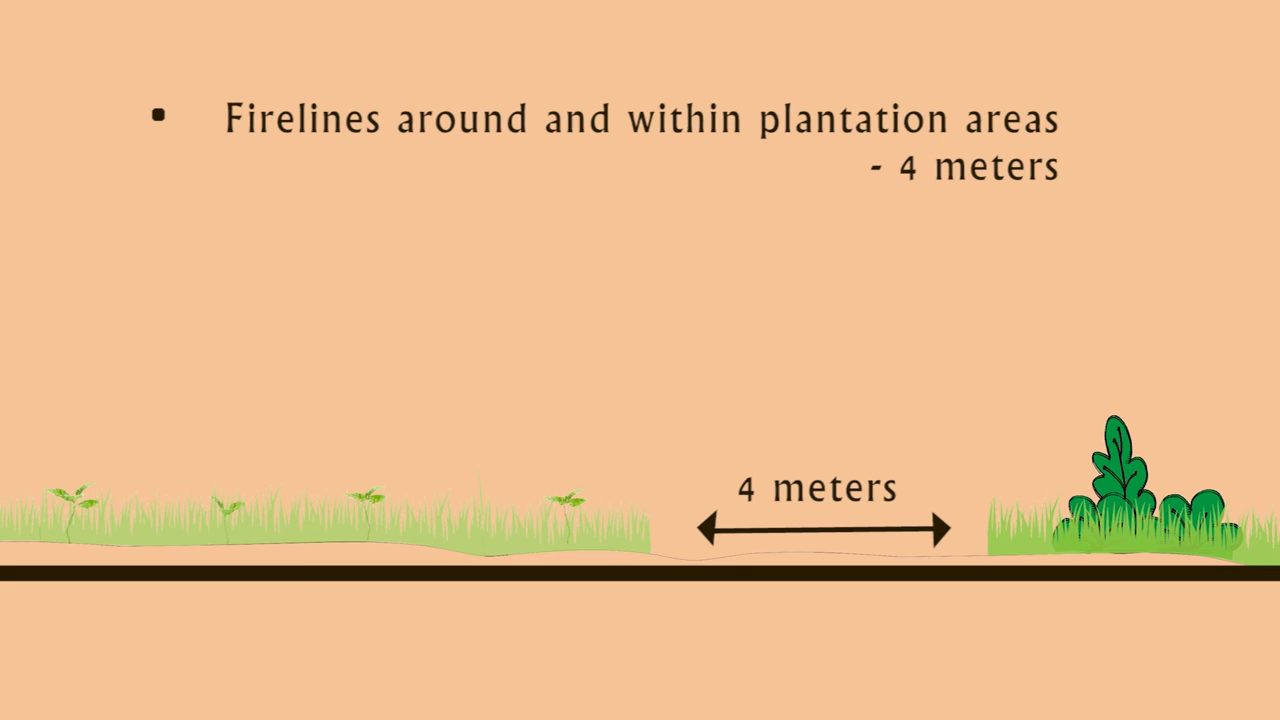 ▪ Firelines around and within plantation areas
- 4 meters
4 meters